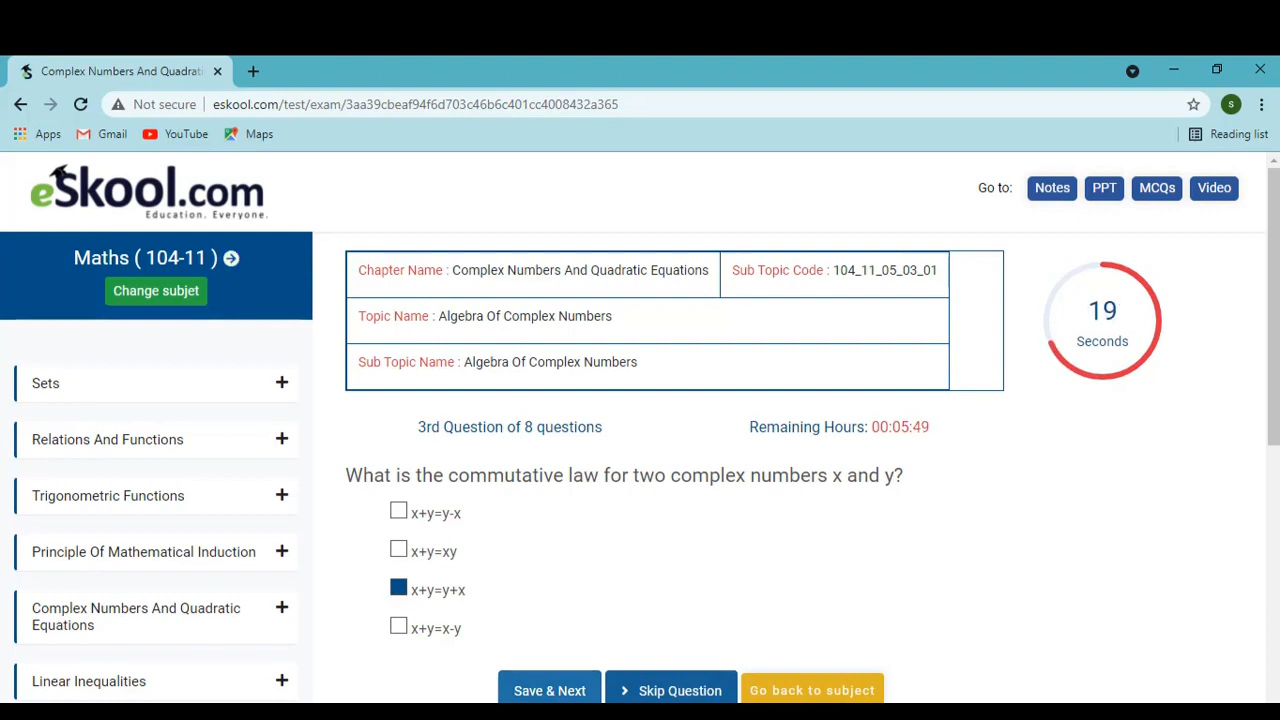 Complex Numbers And Quadrati
Not secure eskool.com/test/exam/3aa39cbeaf94f6d703c46b6c401cc4008432a365 S
Apps Gmail YouTube Maps Reading list
eSkool.com
Education. Everyone.
Go to: Notes PPT MCQs Video
Maths ( 104-11 )
Change subjet
Sets +
Relations And Functions +
Trigonometric Functions +
Principle Of Mathematical Induction +
Complex Numbers And Quadratic +
Equations
Linear Inequalities +
Chapter Name : Complex Numbers And Quadratic Equations Sub Topic Code : 104_11_05_03_01
Topic Name : Algebra Of Complex Numbers
Sub Topic Name : Algebra Of Complex Numbers
19
Seconds
3rd Question of 8 questions Remaining Hours: 00:05:49
What is the commutative law for two complex numbers x and y?
x+y=y-x
x+y=xy
x+y=y+x
x+y=x-y
Save & Next > Skip Question Go back to subject